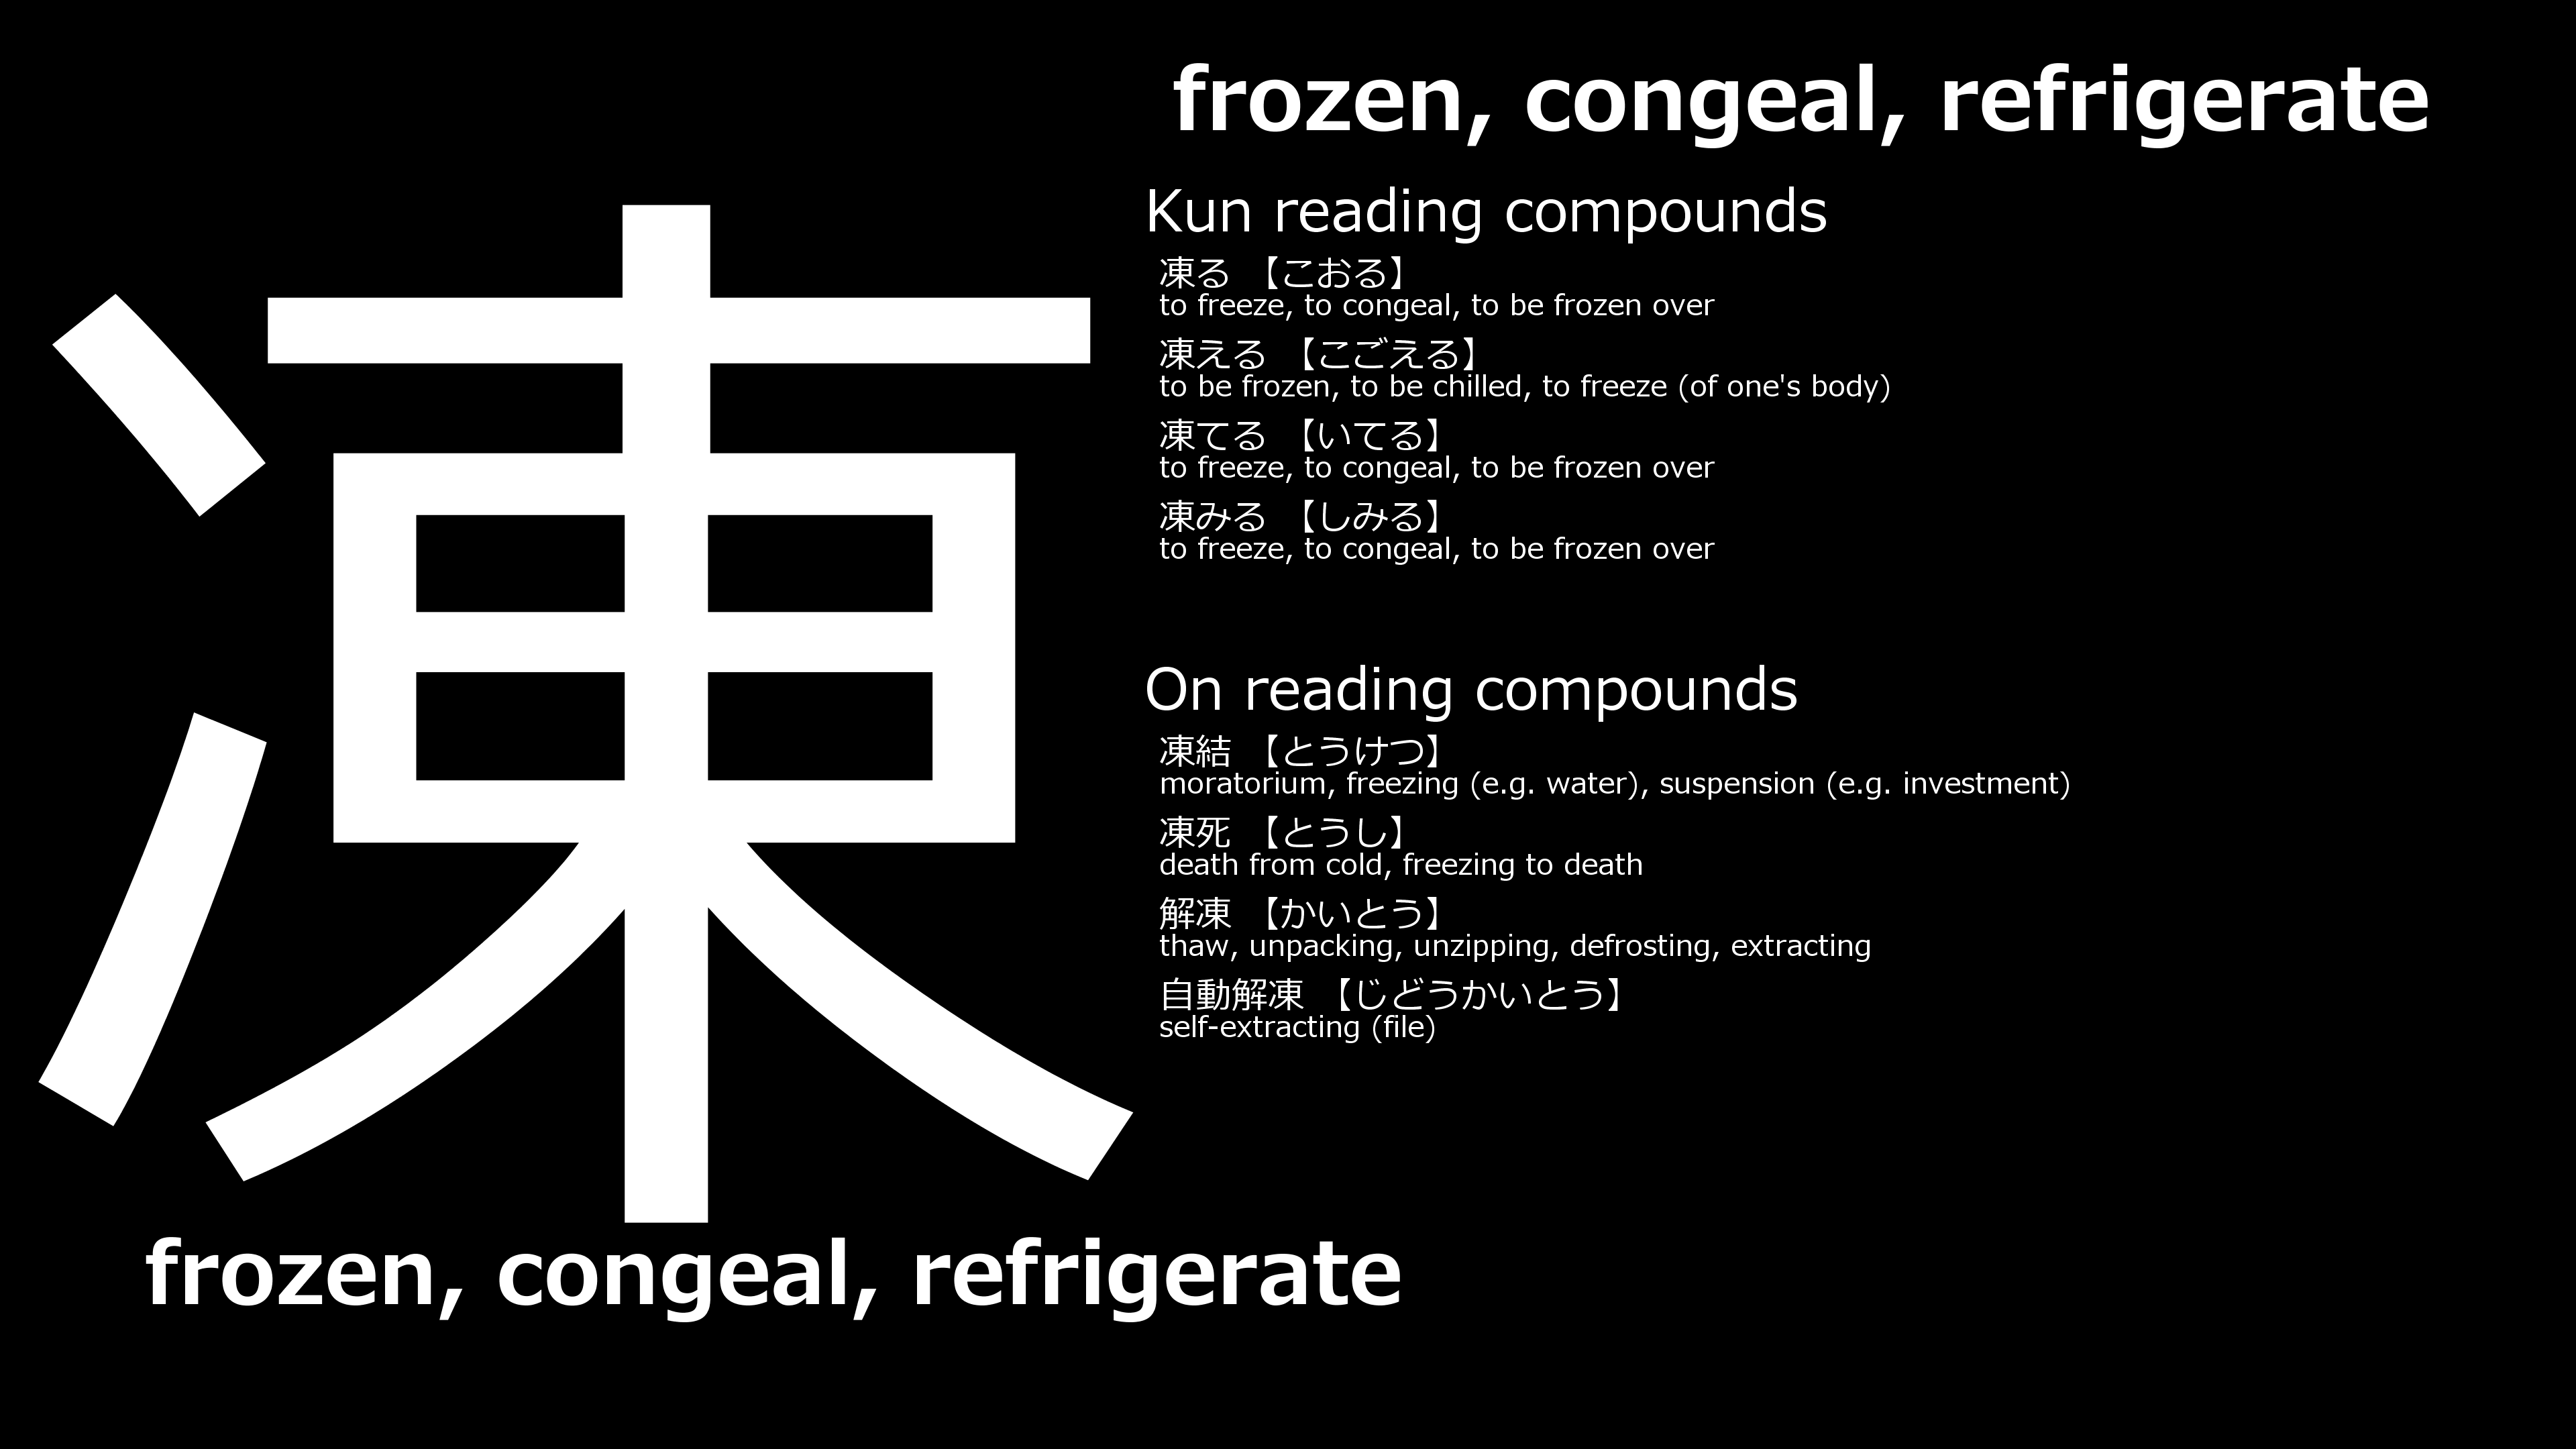 凍
frozen, congeal, refrigerate
frozen, congeal, refrigerate
Kun reading compounds
凍る 【こおる】
to freeze, to congeal, to be frozen over
凍える 【こごえる】
to be frozen, to be chilled, to freeze (of one's body)
凍てる 【いてる】
to freeze, to congeal, to be frozen over
凍みる 【しみる】
to freeze, to congeal, to be frozen over
On reading compounds
凍結 【とうけつ】
moratorium, freezing (e.g. water), suspension (e.g. investment)
凍死 【とうし】
death from cold, freezing to death
解凍 【かいとう】
thaw, unpacking, unzipping, defrosting, extracting
自動解凍 【じどうかいとう】
self-extracting (file)